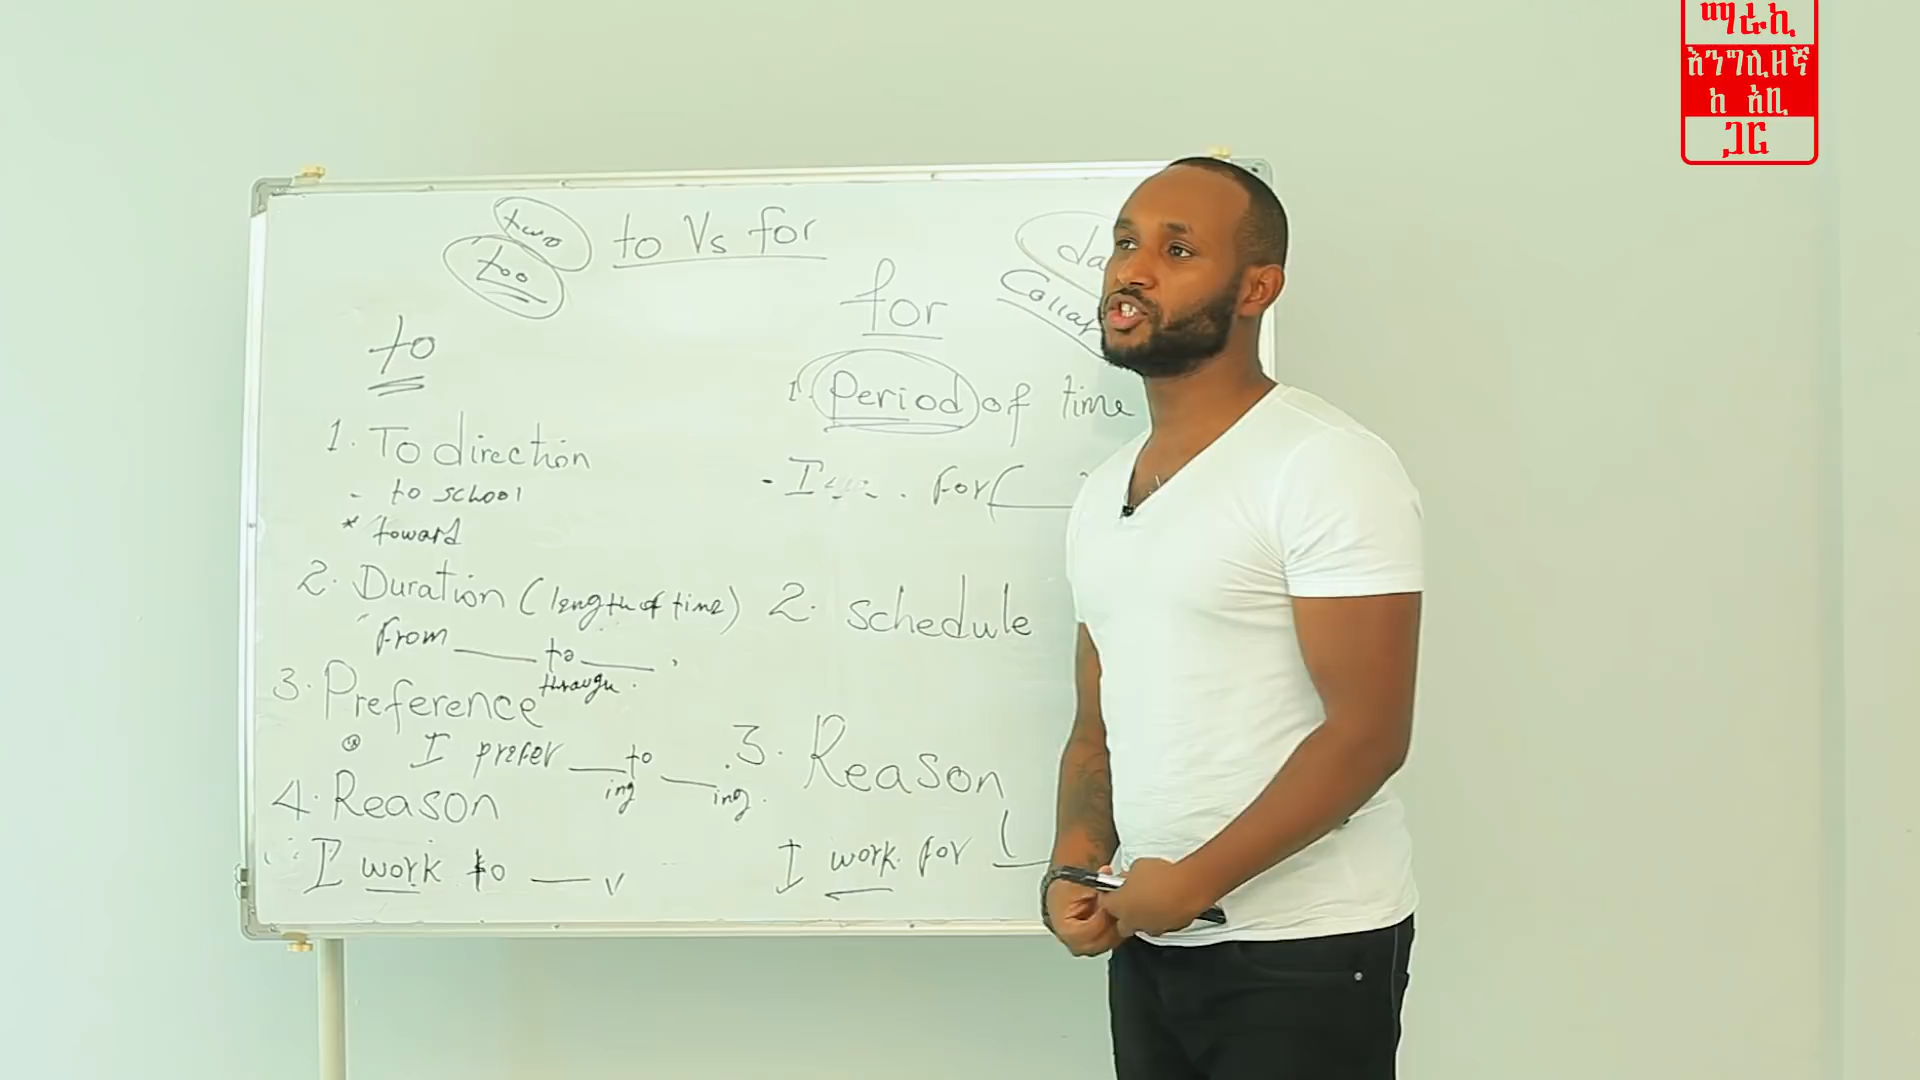 ማራኪ
እንግሊዘኛ
ከ አቢ
ጋር
two
too
to Vs for
to
1. To direction
- to school
* toward
2. Duration (length of time)
From ___ to ___.
through.
3. Preference
I prefer ___ to ___.
ing ing.
4. Reason
I work to ___ v
for
1. Period of time
- I . For(
2. Schedule
3. Reason
I work for